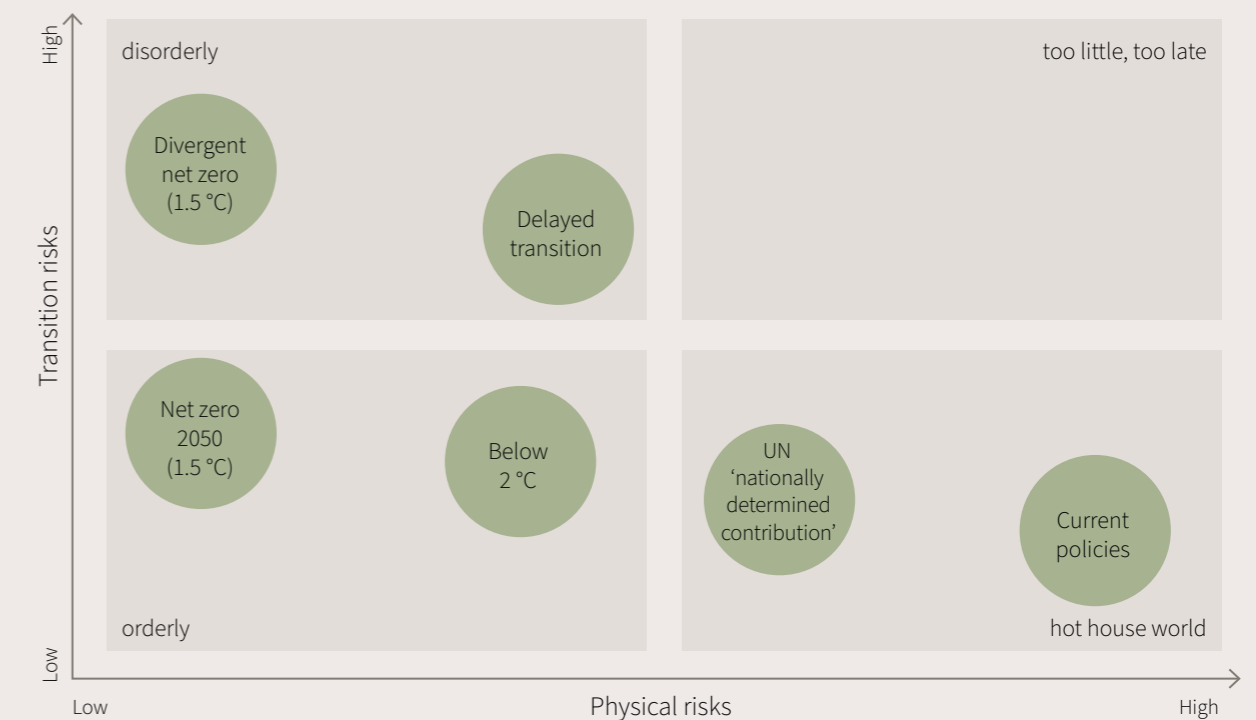 High
disorderly
too little, too late
Divergent
net zero
(1.5 °C)
Delayed
transition
Transition risks
Net zero
2050
(1.5 °C)
Below
2 °C
UN
‘nationally
determined
contribution’
Current
policies
orderly
hot house world
Low
Low
Physical risks
High